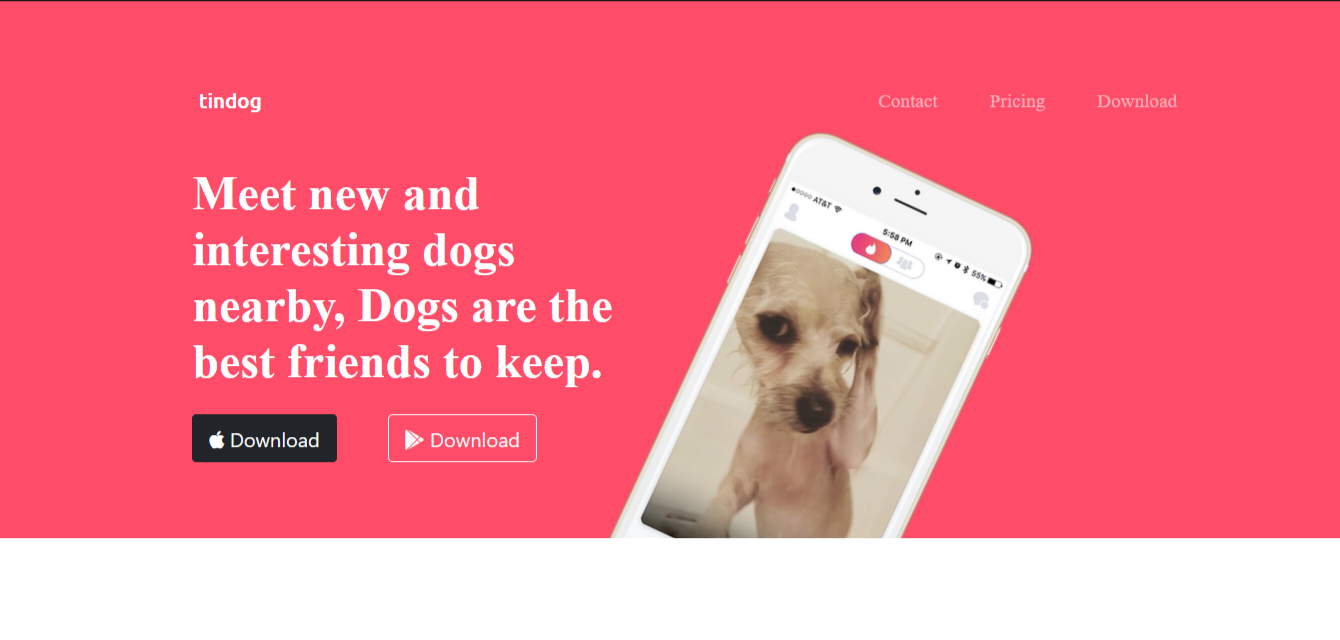 tindog
Contact Pricing Download
Meet new and
interesting dogs
nearby, Dogs are the
best friends to keep.
Download Download
AT&T
5:58 PM
55%